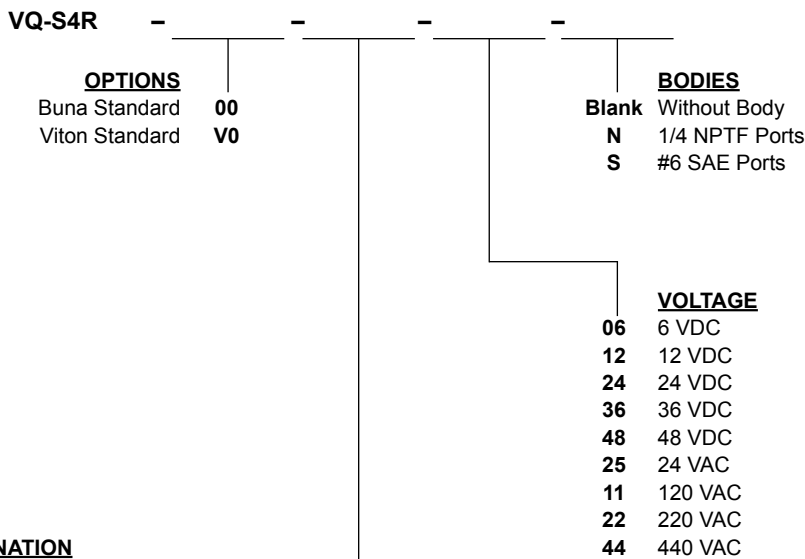 VQ-S4R – – – –
OPTIONS
Buna Standard 00
Viton Standard V0
BODIES
Blank Without Body
N 1/4 NPTF Ports
S #6 SAE Ports
VOLTAGE
06 6 VDC
12 12 VDC
24 24 VDC
36 36 VDC
48 48 VDC
25 24 VAC
11 120 VAC
22 220 VAC
44 440 VAC
NATION